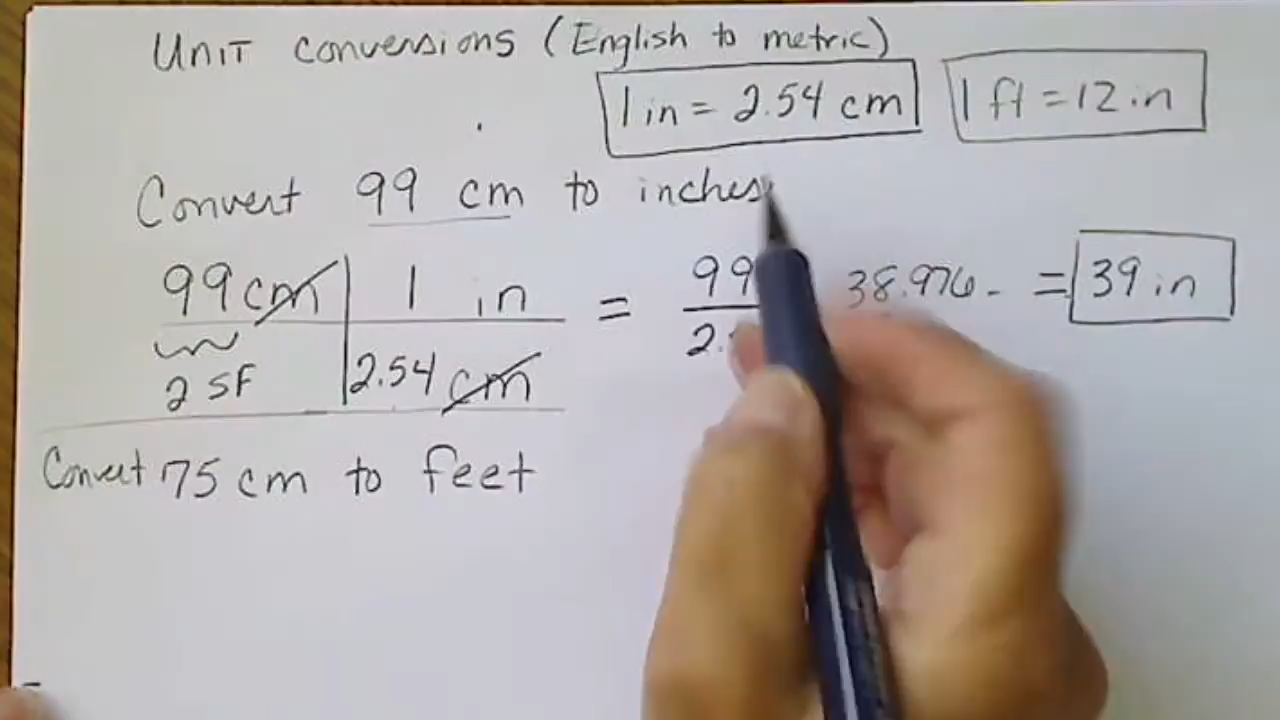 Unit conversions (English to metric)
1 in = 2.54 cm
1 ft = 12 in
Convert 99 cm to inches
99 cm 1 in = 99 38.976 = 39 in
2 SF 2.54 cm 2.
Convert 75 cm to feet